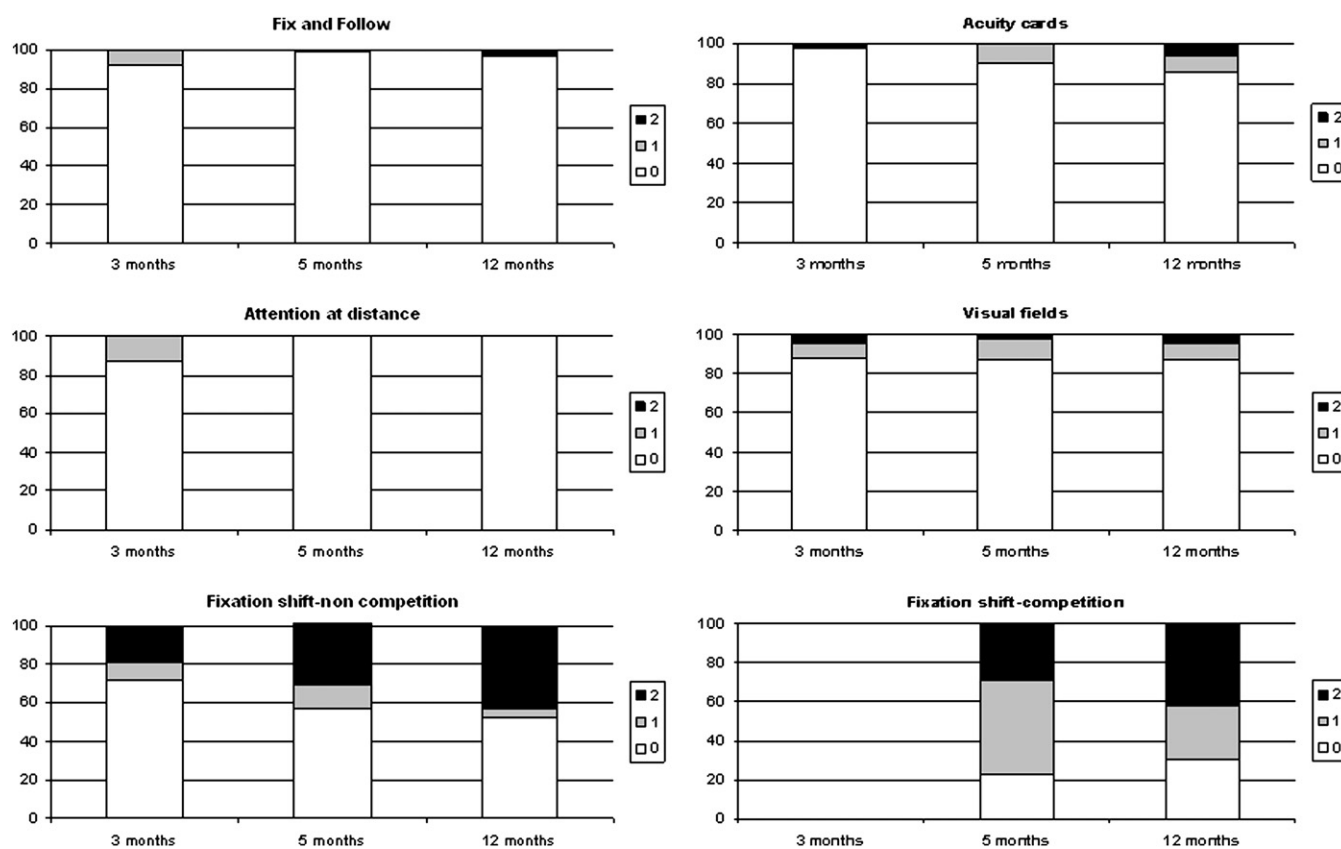 Fix and Follow
100
80
60
40
20
0
3 months
5 months
12 months
2
1
0
Acuity cards
100
80
60
40
20
0
3 months
5 months
12 months
2
1
0
Attention at distance
100
80
60
40
20
0
3 months
5 months
12 months
2
1
0
Visual fields
100
80
60
40
20
0
3 months
5 months
12 months
2
1
0
Fixation shift-non competition
100
80
60
40
20
0
3 months
5 months
12 months
2
1
0
Fixation shift-competition
100
80
60
40
20
0
3 months
5 months
12 months
2
1
0